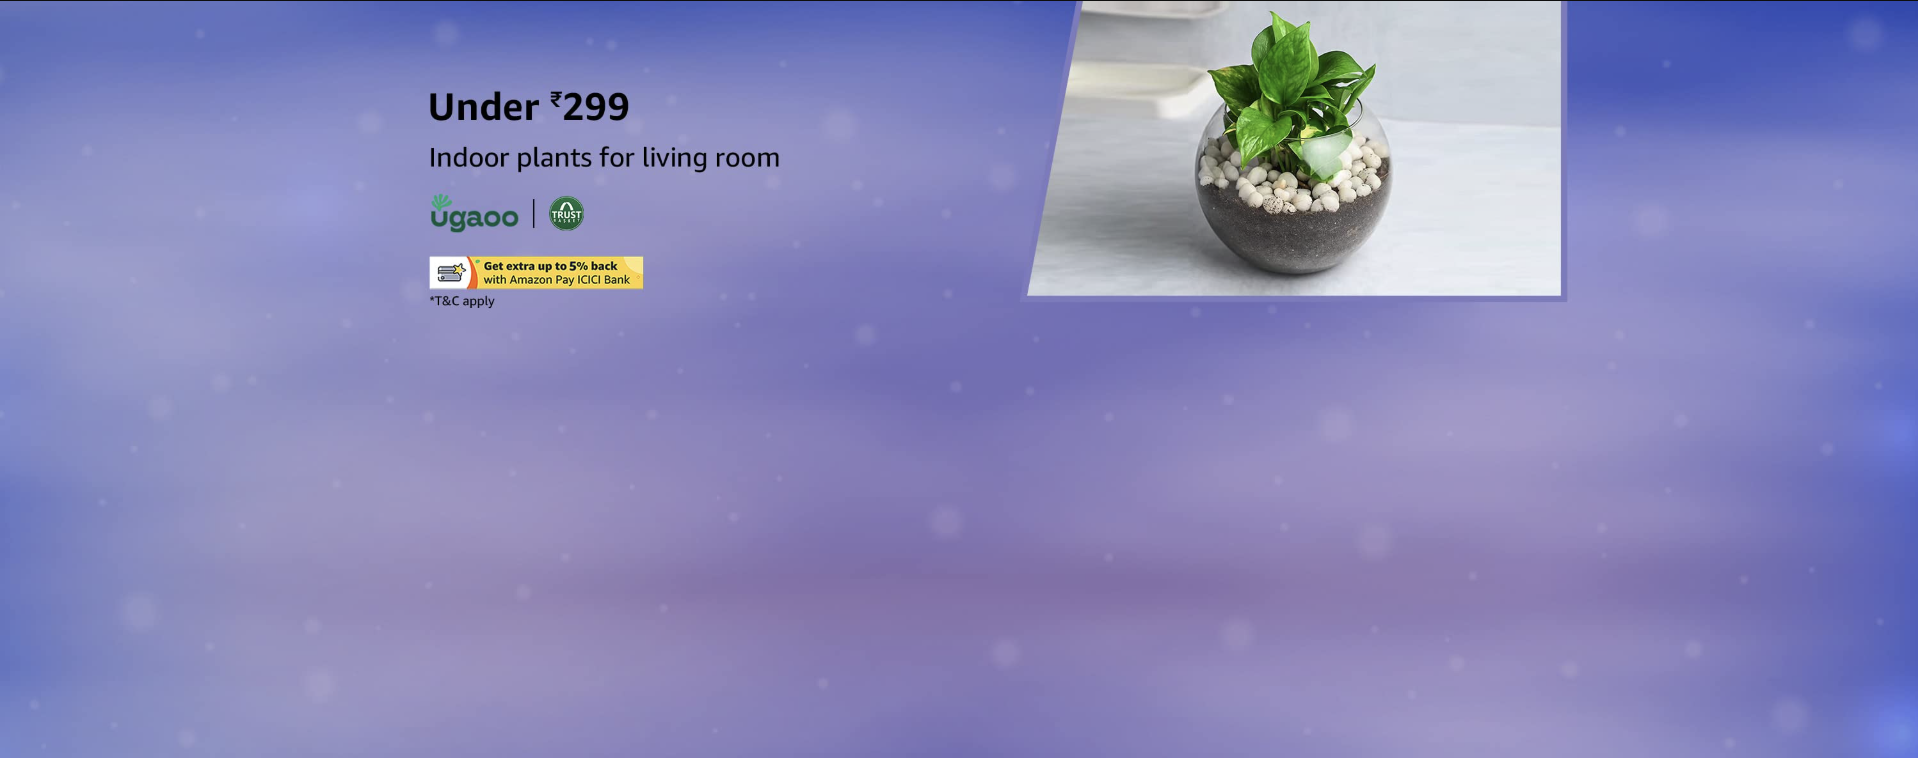 Under ₹299
Indoor plants for living room
ugaoo
TRUST
BASKET
Get extra up to 5% back
with Amazon Pay ICICI Bank
*T&C apply